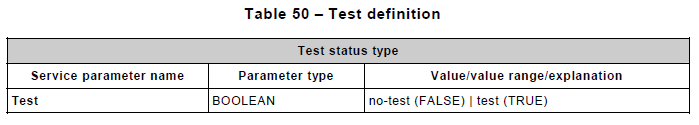 Table 50 – Test definition
Test status type
Service parameter name Parameter type Value/value range/explanation
Test BOOLEAN no-test (FALSE) | test (TRUE)